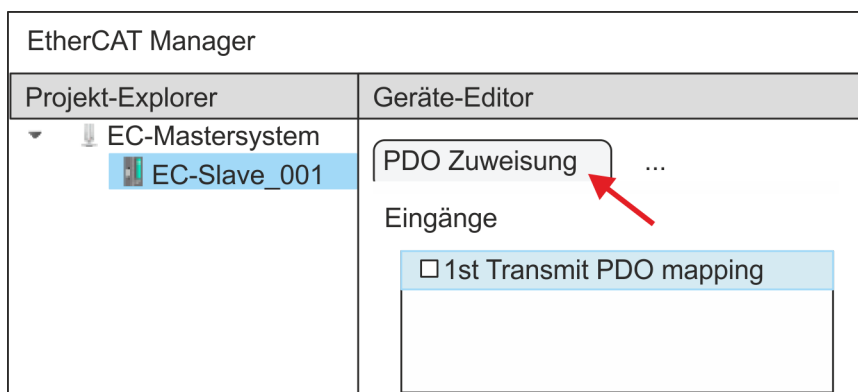 EtherCAT Manager
Projekt-Explorer
Geräte-Editor
EC-Mastersystem
EC-Slave_001
PDO Zuweisung
...
Eingänge
1st Transmit PDO mapping